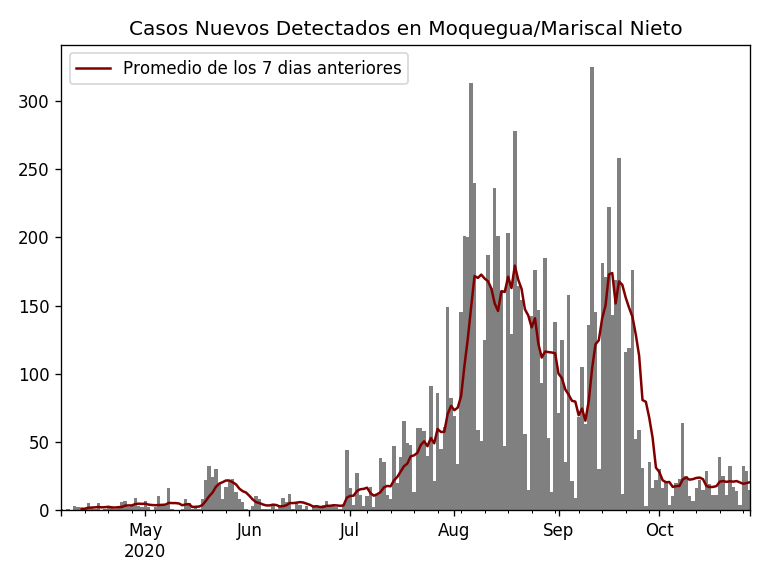 Casos Nuevos Detectados en Moquegua/Mariscal Nieto
Promedio de los 7 dias anteriores
300
250
200
150
100
50
0
May Jun Jul Aug Sep Oct
2020